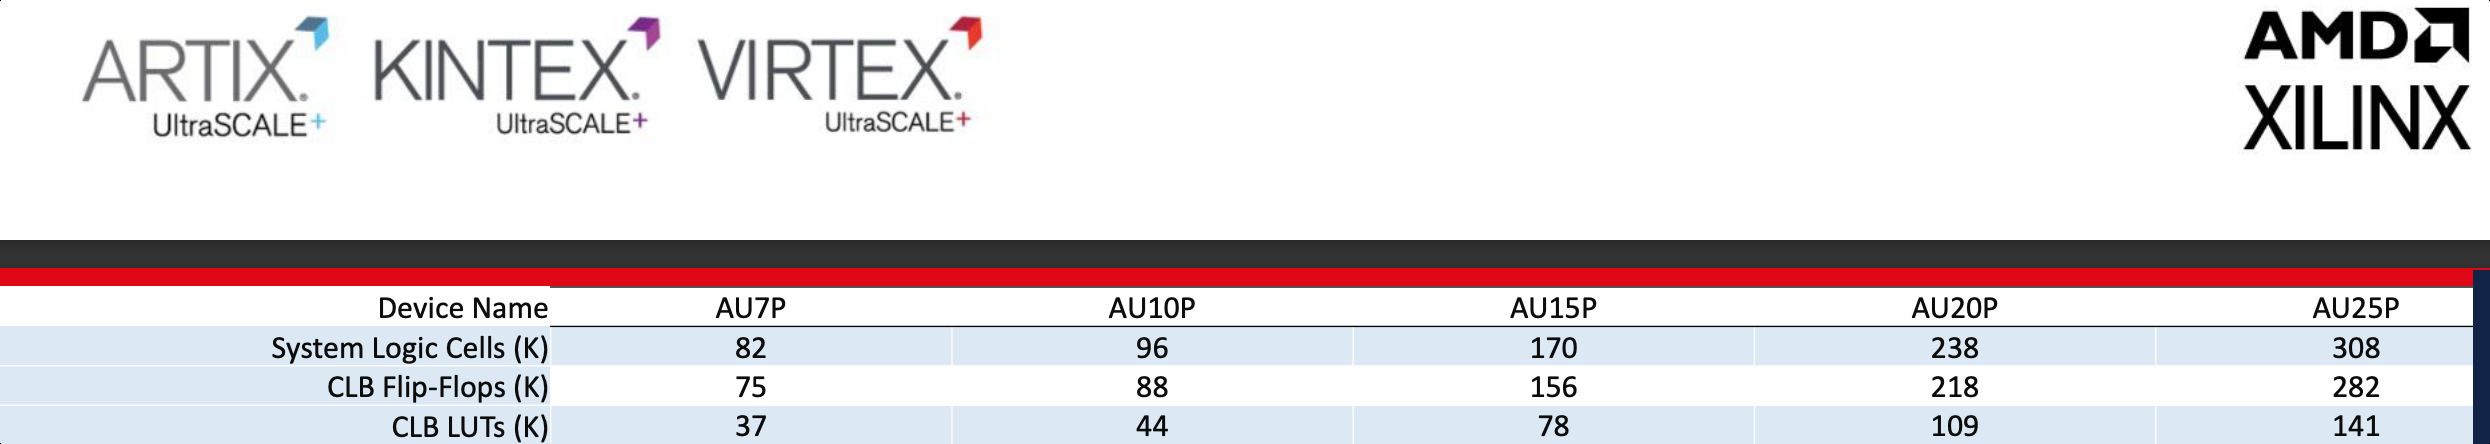 ARTIX. KINTEX. VIRTEX.
UltraSCALE+ UltraSCALE+ UltraSCALE+
AMD
XILINX
Device Name AU7P AU10P AU15P AU20P AU25P
System Logic Cells (K) 82 96 170 238 308
CLB Flip-Flops (K) 75 88 156 218 282
CLB LUTs (K) 37 44 78 109 141